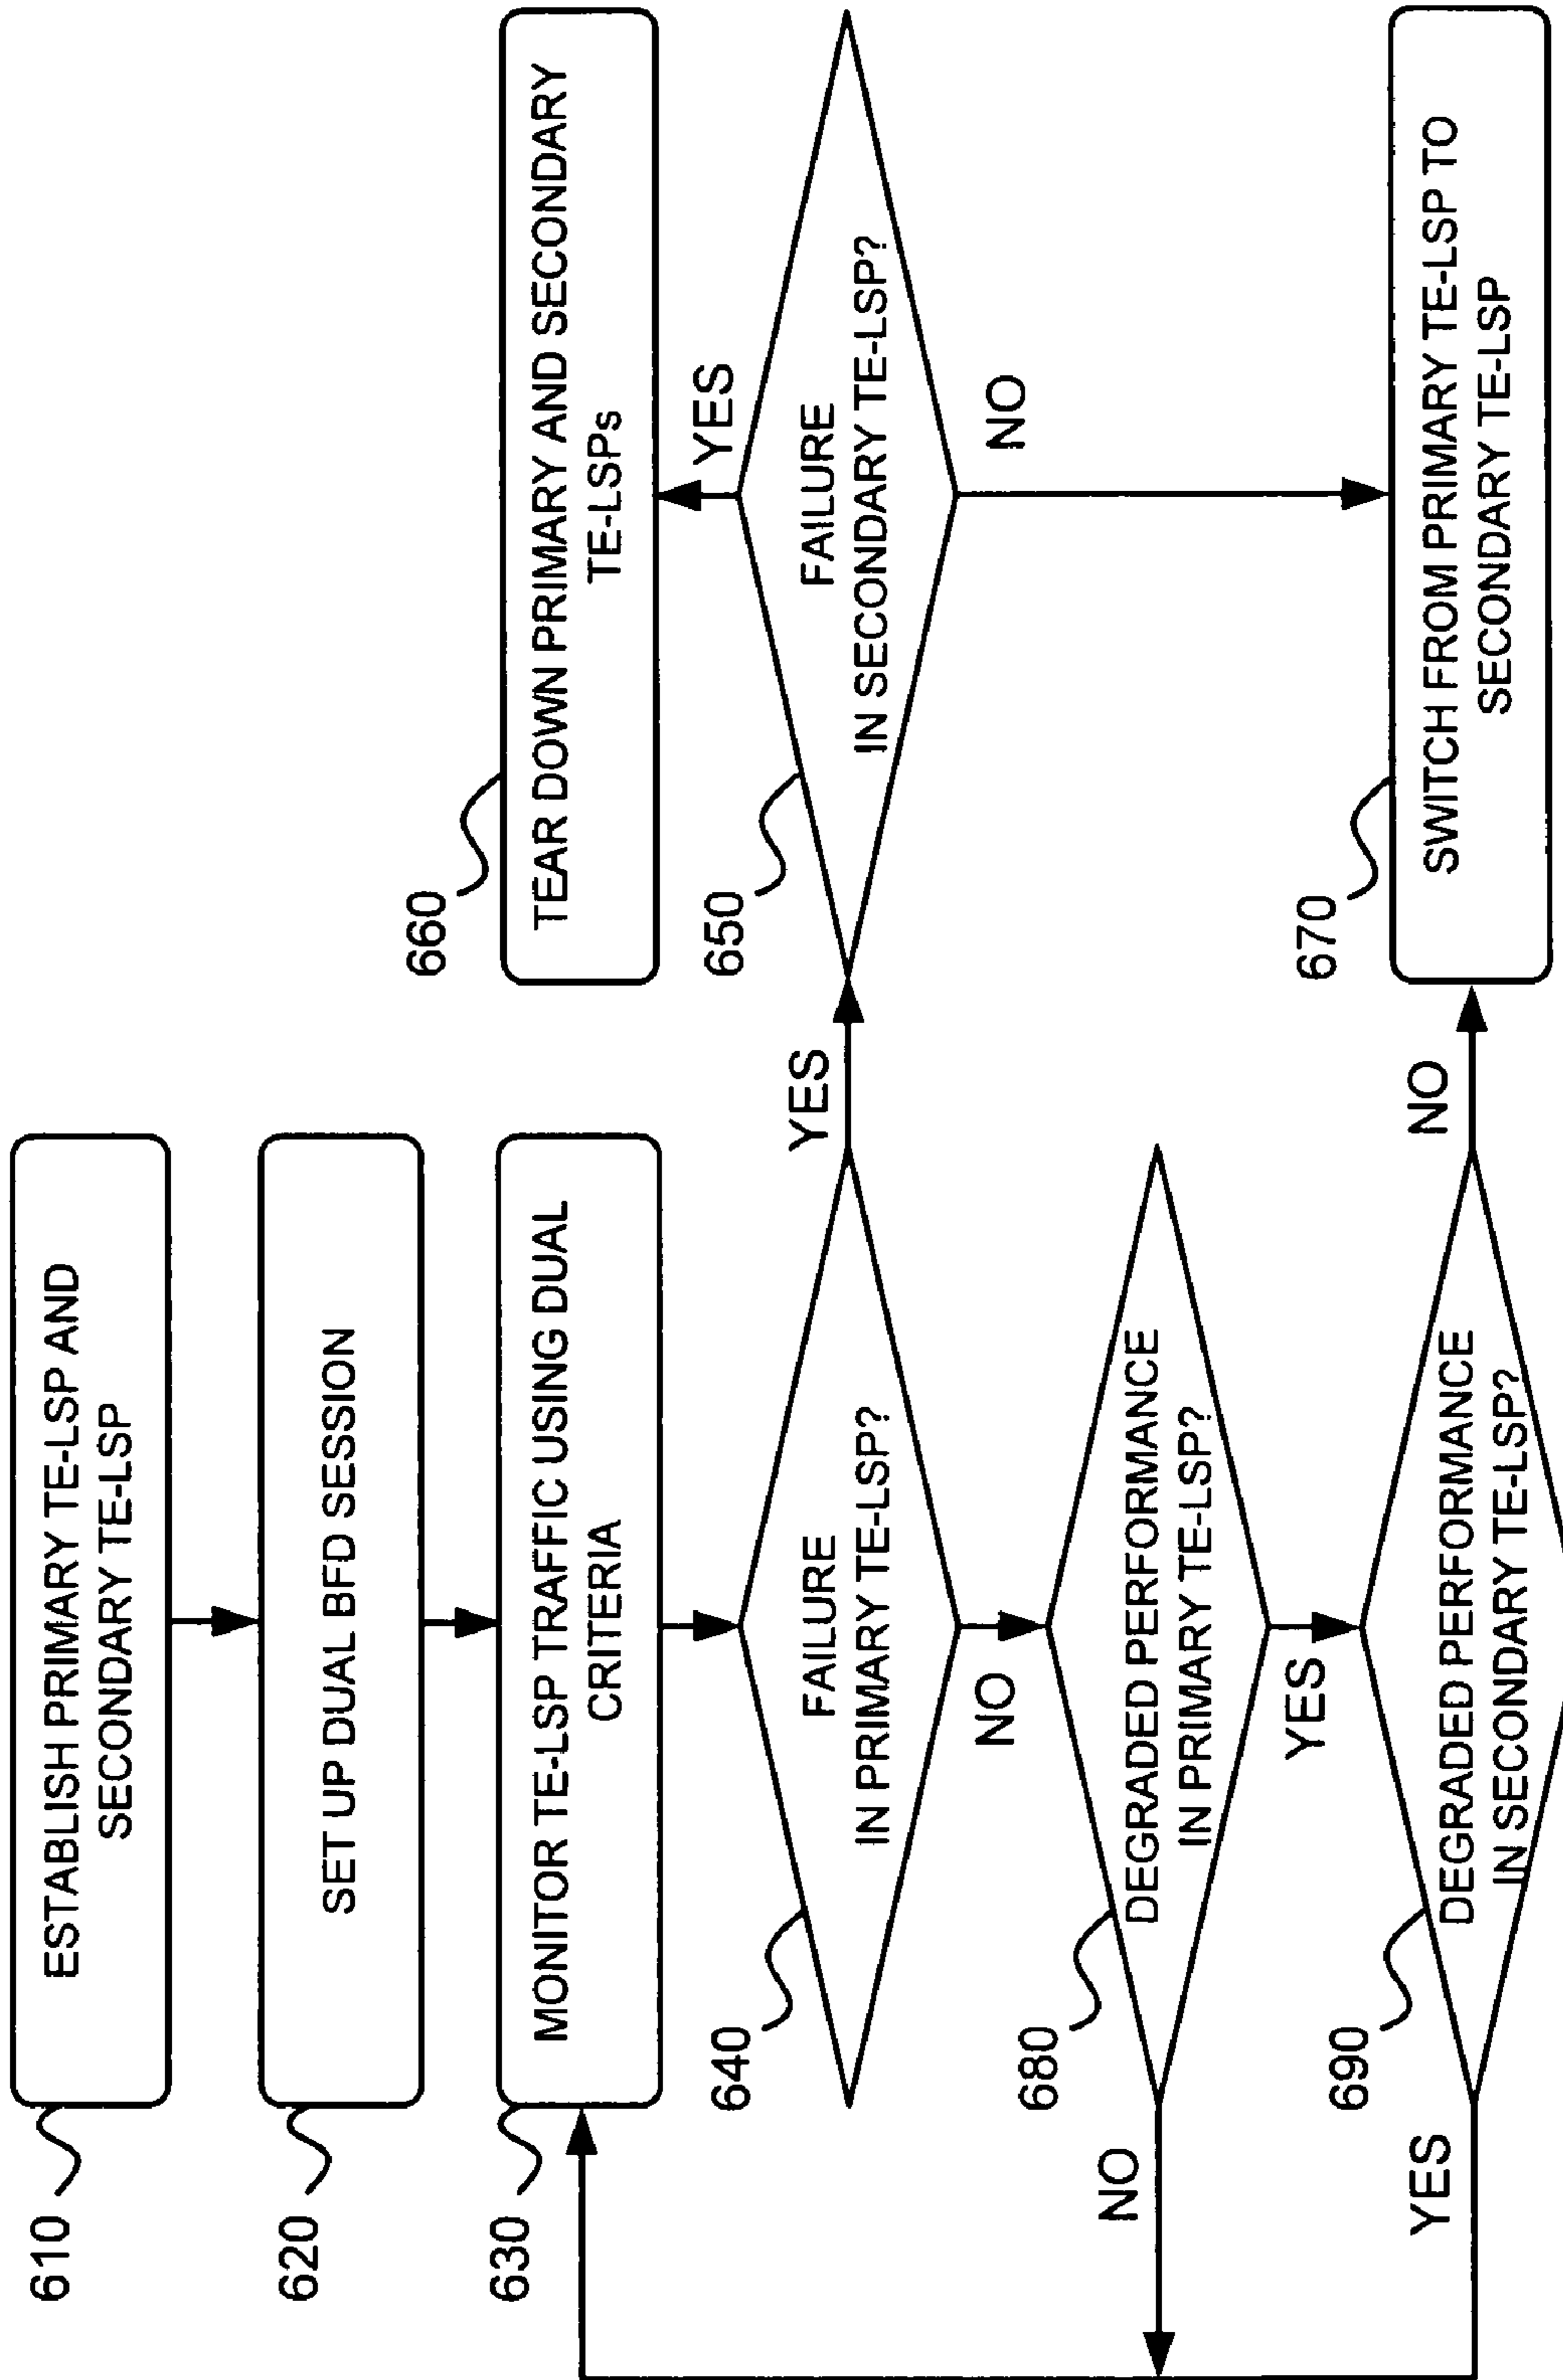 610
ESTABLISH PRIMARY TE-LSP AND
SECONDARY TE-LSP
620
SET UP DUAL BFD SESSION
630
MONITOR TE-LSP TRAFFIC USING DUAL
CRITERIA
640
FAILURE
IN PRIMARY TE-LSP?
YES
NO
650
FAILURE
IN SECONDARY TE-LSP?
YES
NO
660
TEAR DOWN PRIMARY AND SECONDARY
TE-LSPs
670
SWITCH FROM PRIMARY TE-LSP TO
SECONDARY TE-LSP
680
DEGRADED PERFORMANCE
IN PRIMARY TE-LSP?
NO
YES
690
DEGRADED PERFORMANCE
IN SECONDARY TE-LSP?
YES
NO